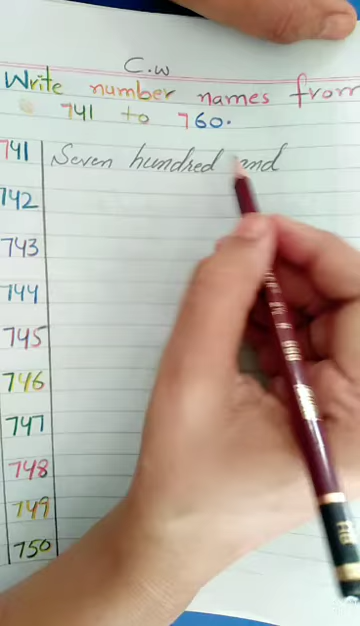 C.W
Write number names from
741 to 760.
741 Seven hundred and
742
743
744
745
746
747
748
749
750
HB